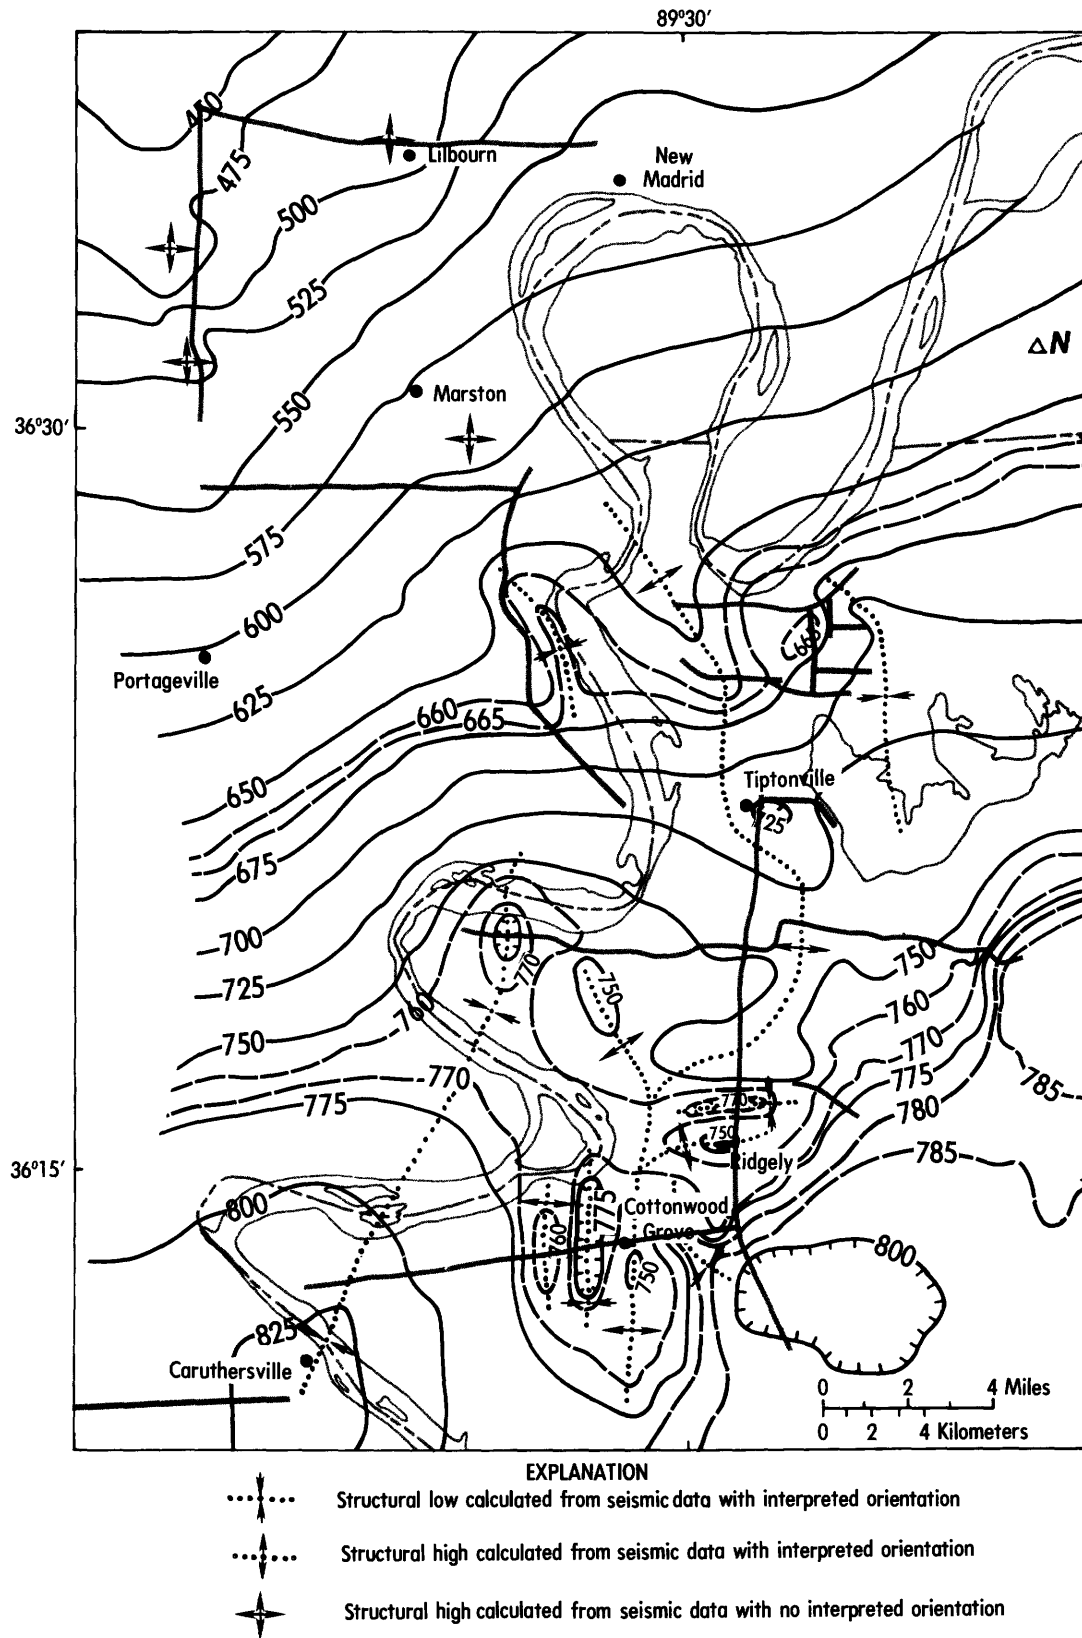 89°30'
450
Lilbourn
475
New
Madrid
500
525
N
Marston
550
36°30'
575
600
665
Portageville
625
660
665
650
Tiptonville
725
675
700
750
770
750
725
760
760
750
770
770
775
785
775
770
780
750
785
36°15'
Ridgely
800
775
Cottonwood
Grove
760
800
750
825
Caruthersville
0 2 4 Miles
0 2 4 Kilometers
EXPLANATION
Structural low calculated from seismic data with interpreted orientation
Structural high calculated from seismic data with interpreted orientation
Structural high calculated from seismic data with no interpreted orientation